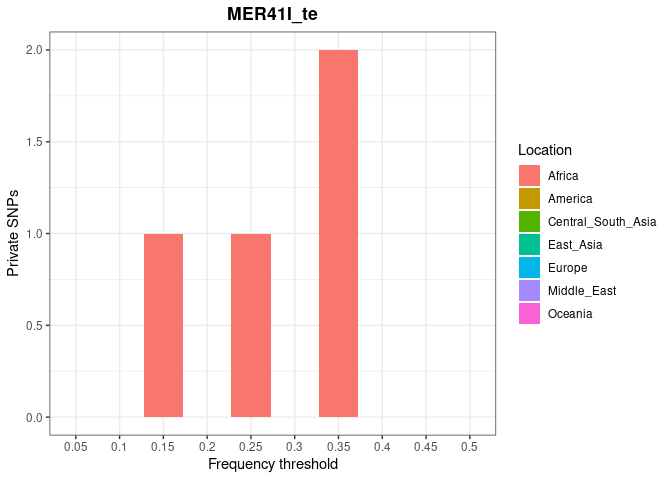 MER41I_te
2.0
1.5
1.0
0.5
0.0
Private SNPs
0.05 0.1 0.15 0.2 0.25 0.3 0.35 0.4 0.45 0.5
Frequency threshold
Location
Africa
America
Central_South_Asia
East_Asia
Europe
Middle_East
Oceania